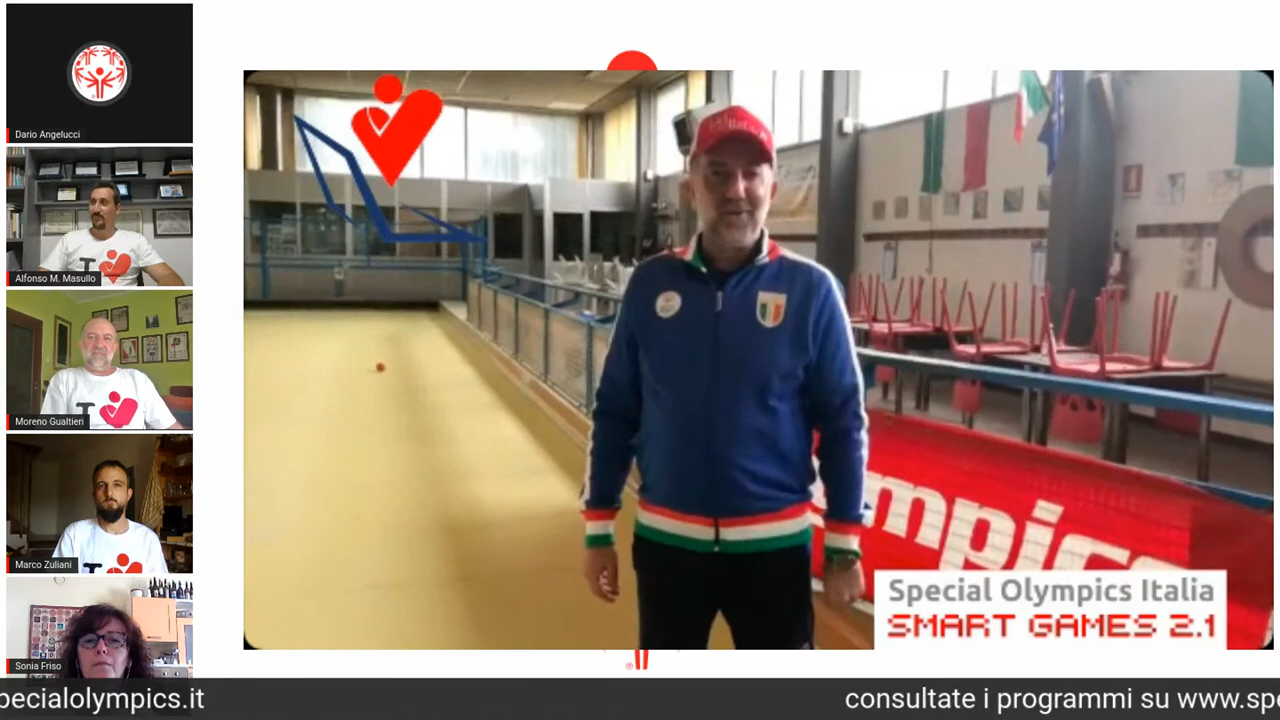 Dario Angelucci
Alfonso M. Masullo
Moreno Gualtieri
Marco Zuliani
Sonia Friso
I
I
I
mpics
Special Olympics Italia
SMART GAMES 2.1
pecialolympics.it
consultate i programmi su www.spe